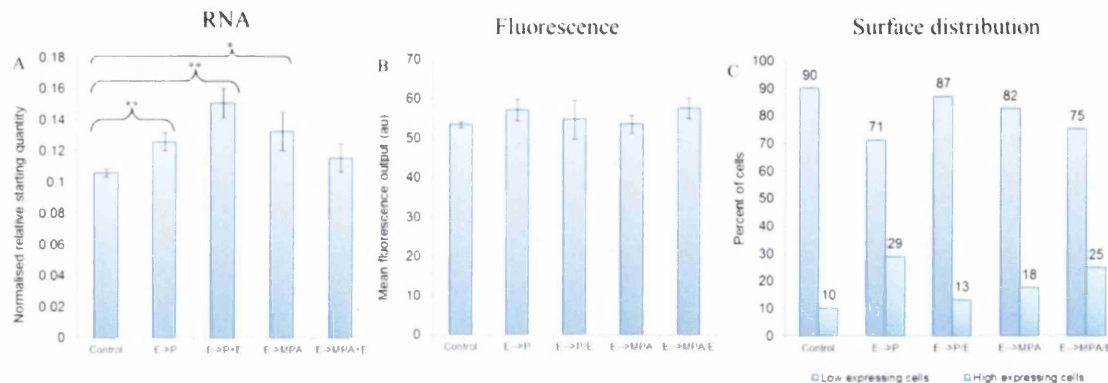 RNA
Fluorescence
Surface distribution
A
Normalised relative starting quantity
0.18
0.16
0.14
0.12
0.1
0.08
0.06
0.04
0.02
0
**
**
*
Control
E->P
E->P+E
E->MPA
E->MPA+E
B
Mean fluorescence output (au)
70
60
50
40
30
20
10
0
Control
E->P
E->P/E
E->MPA
E->MPA/E
C
Percent of cells
100
90
80
70
60
50
40
30
20
10
0
90
10
71
29
87
13
82
18
75
25
Control
E->P
E->P/E
E->MPA
E->MPA/E
Low expressing cells
High expressing cells